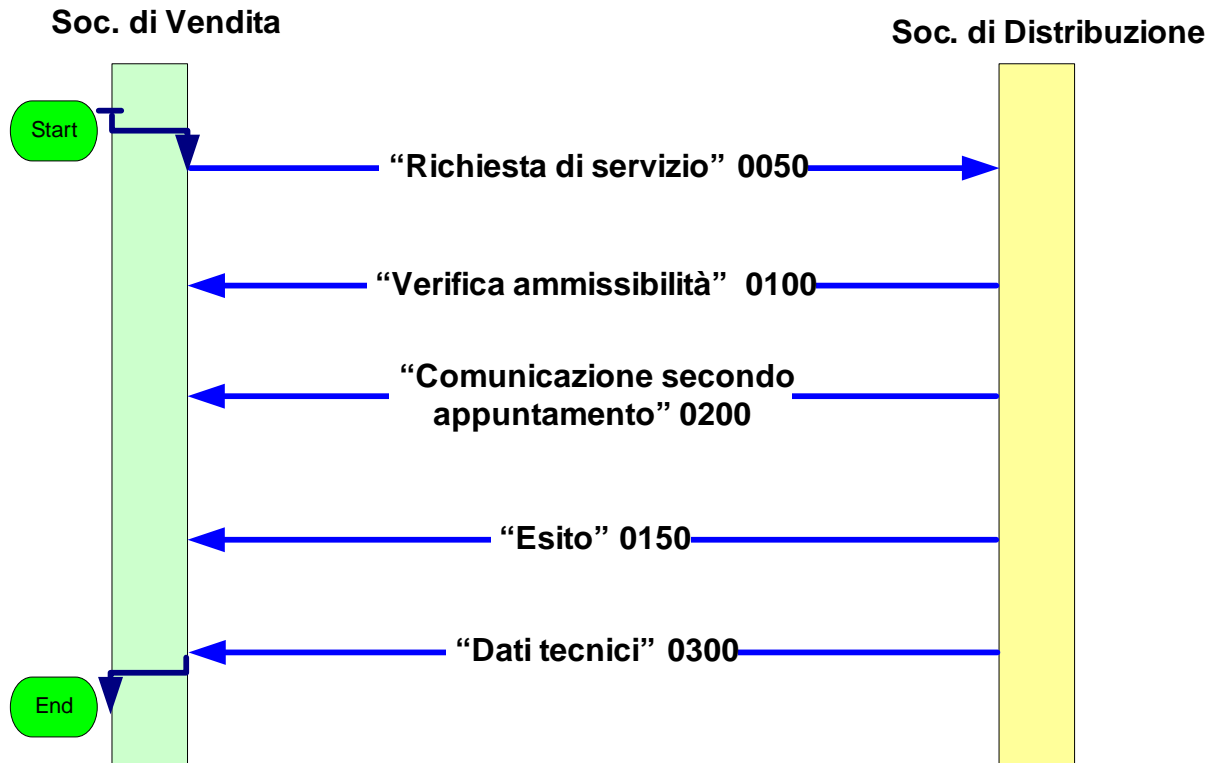 Soc. di Vendita
Soc. di Distribuzione
Start
“Richiesta di servizio” 0050
“Verifica ammissibilità” 0100
“Comunicazione secondo
appuntamento” 0200
“Esito” 0150
“Dati tecnici” 0300
End